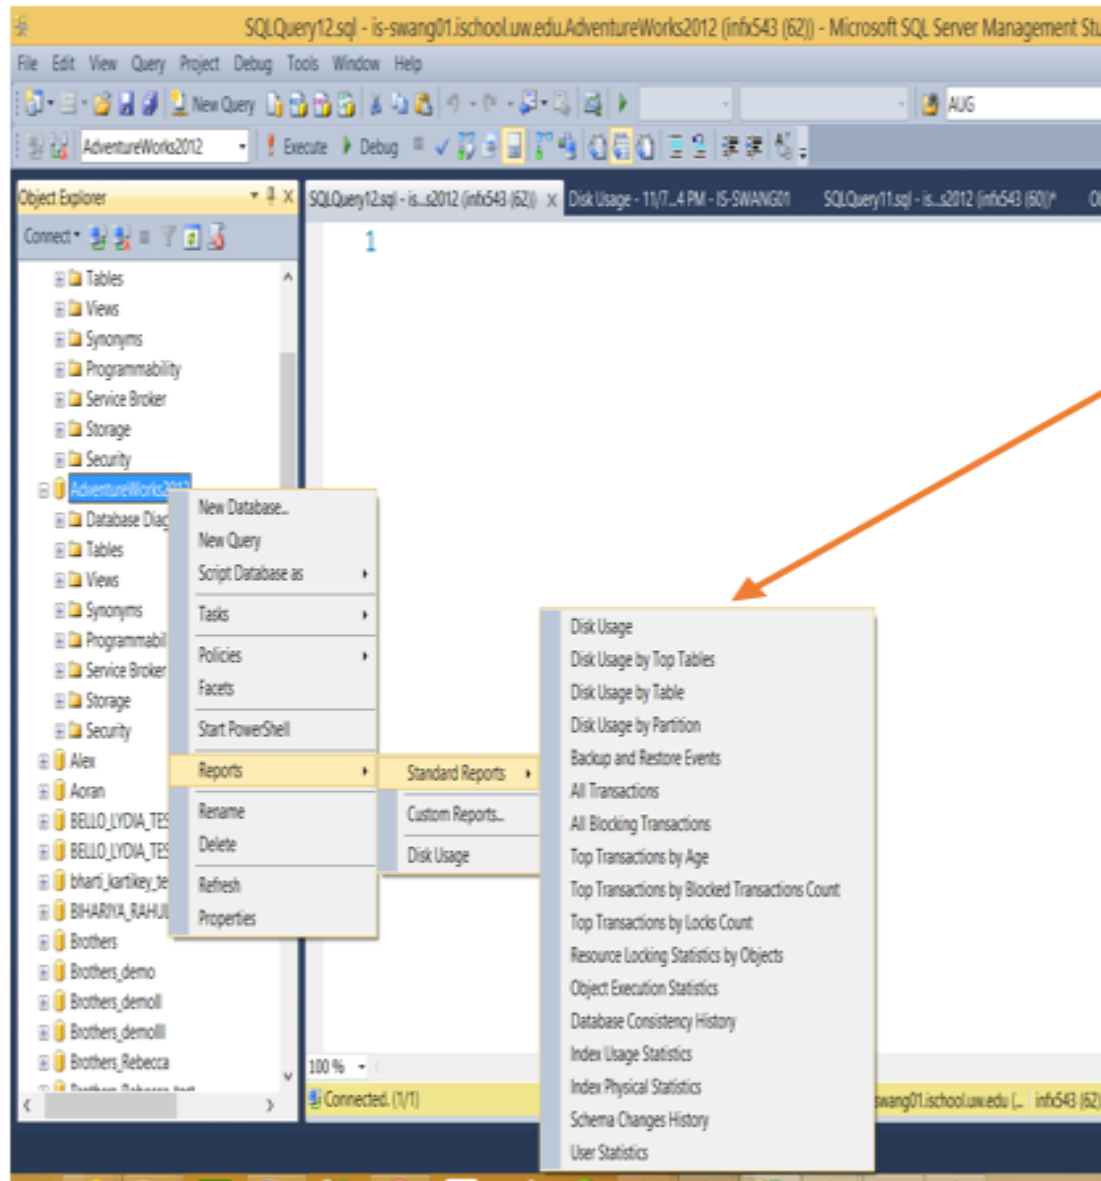 SQLQuery12.sql - is-swang01.ischool.uw.edu.AdventureWorks2012 (infx543 (62)) - Microsoft SQL Server Management Stu
File Edit View Query Project Debug Tools Window Help
New Query
AUG
AdventureWorks2012
Execute
Debug
Object Explorer
SQLQuery12.sql - is...s2012 (infx543 (62))
Disk Usage - 11/7...4 PM - IS-SWANG01
SQLQuery11.sql - is...s2012 (infx543 (60))*
Connect
1
Tables
Views
Synonyms
Programmability
Service Broker
Storage
Security
AdventureWorks2012
Database Diag
Tables
Views
Synonyms
Programmabil
Service Broker
Storage
Security
Alex
Aoran
BELLO_LYDIA_TES
BELLO_LYDIA_TES
bharti_kartikey_te
BIHARIYA_RAHUL
Brothers
Brothers_demo
Brothers_demoII
Brothers_demoIII
Brothers_Rebecca
New Database...
New Query
Script Database as
Tasks
Policies
Facets
Start PowerShell
Reports
Rename
Delete
Refresh
Properties
Standard Reports
Custom Reports...
Disk Usage
Disk Usage
Disk Usage by Top Tables
Disk Usage by Table
Disk Usage by Partition
Backup and Restore Events
All Transactions
All Blocking Transactions
Top Transactions by Age
Top Transactions by Blocked Transactions Count
Top Transactions by Locks Count
Resource Locking Statistics by Objects
Object Execution Statistics
Database Consistency History
Index Usage Statistics
Index Physical Statistics
Schema Changes History
User Statistics
100 %
Connected. (1/1)
swang01.ischool.uw.edu (...
infx543 (62)